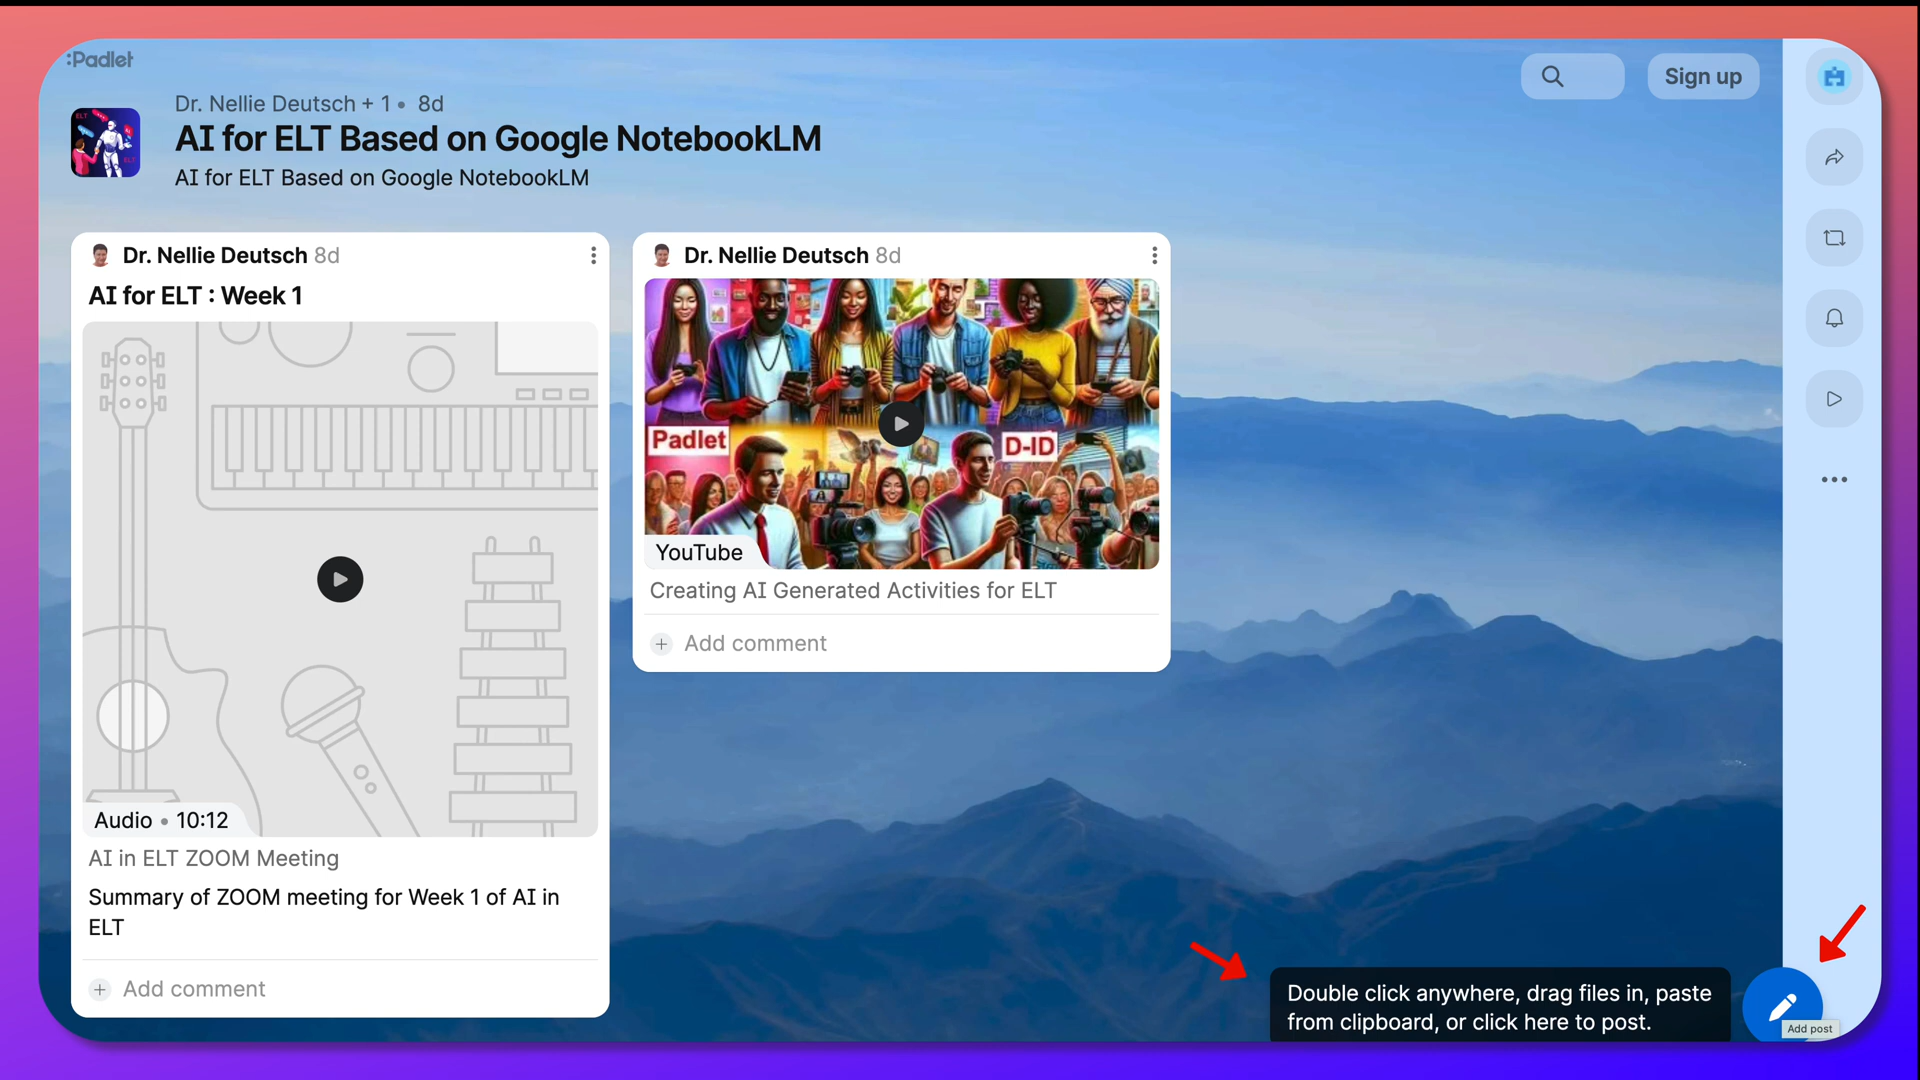 :Padlet
Dr. Nellie Deutsch + 1 • 8d
AI for ELT Based on Google NotebookLM
AI for ELT Based on Google NotebookLM
Sign up
ELT
AI
ELT
Dr. Nellie Deutsch 8d
AI for ELT : Week 1
Audio • 10:12
AI in ELT ZOOM Meeting
Summary of ZOOM meeting for Week 1 of AI in
ELT
Add comment
Dr. Nellie Deutsch 8d
Padlet
D-ID
YouTube
Creating AI Generated Activities for ELT
Add comment
Double click anywhere, drag files in, paste
from clipboard, or click here to post.
Add post